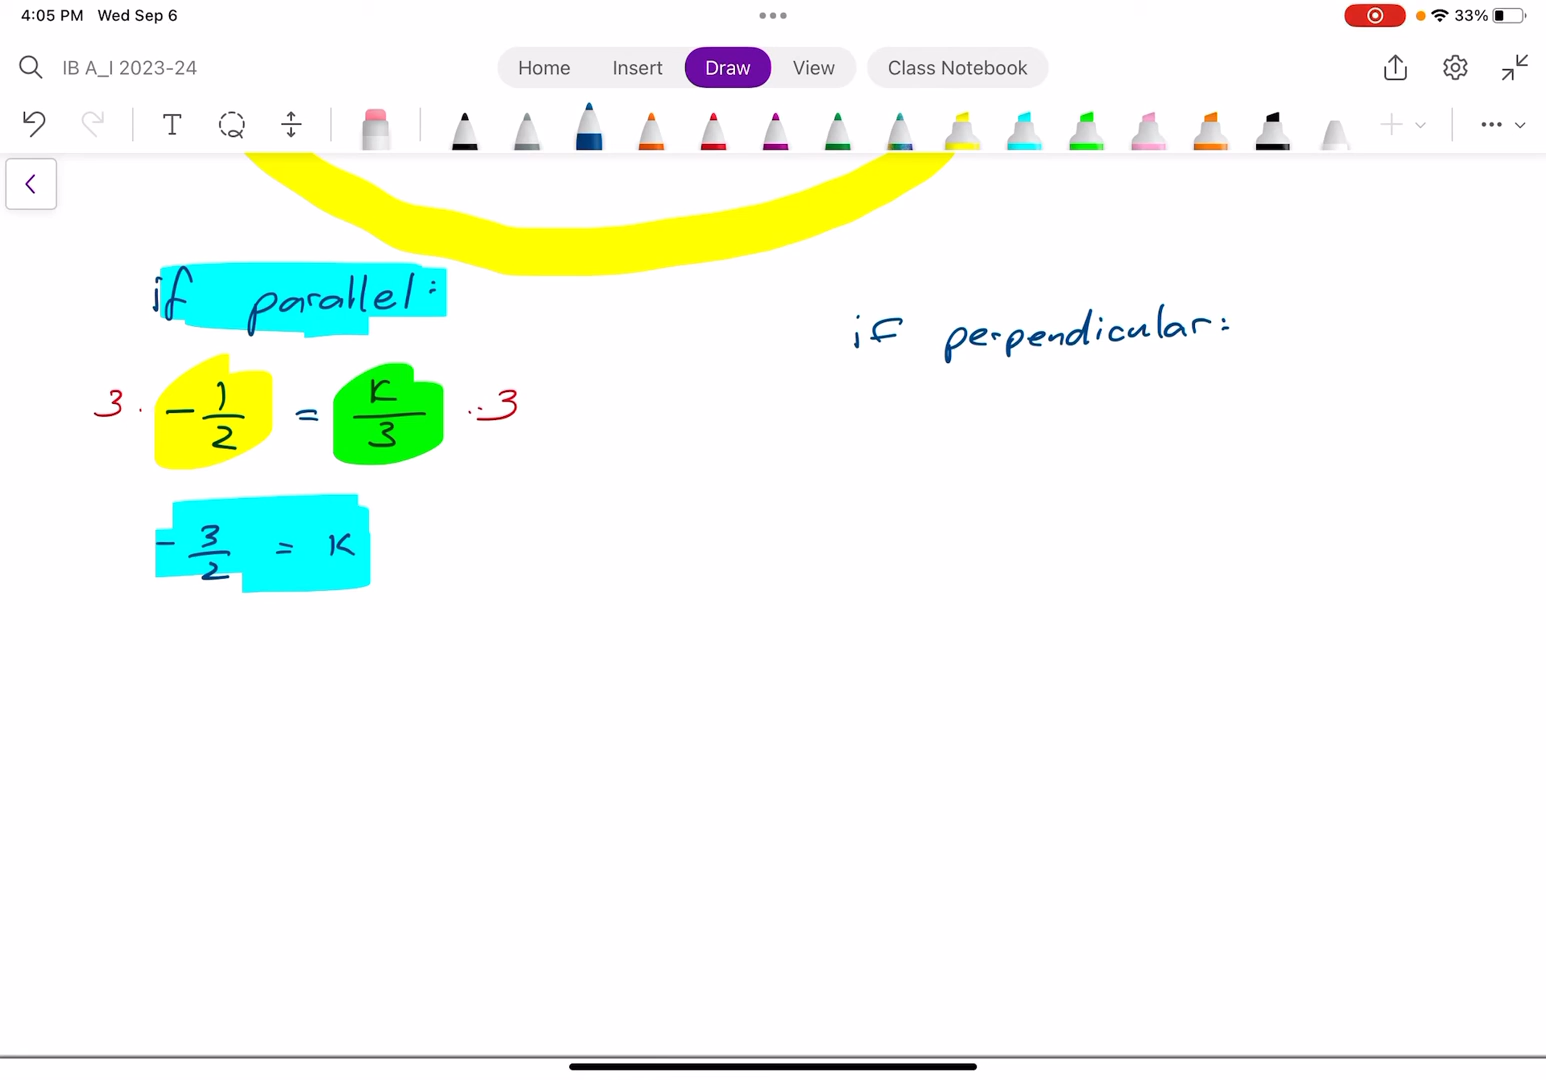 4:05 PM Wed Sep 6
33%
IB A_I 2023-24
Home Insert Draw View Class Notebook
T
if parallel:
3 · - 1/2 = K/3 · · 3
- 3/2 = K
if perpendicular: